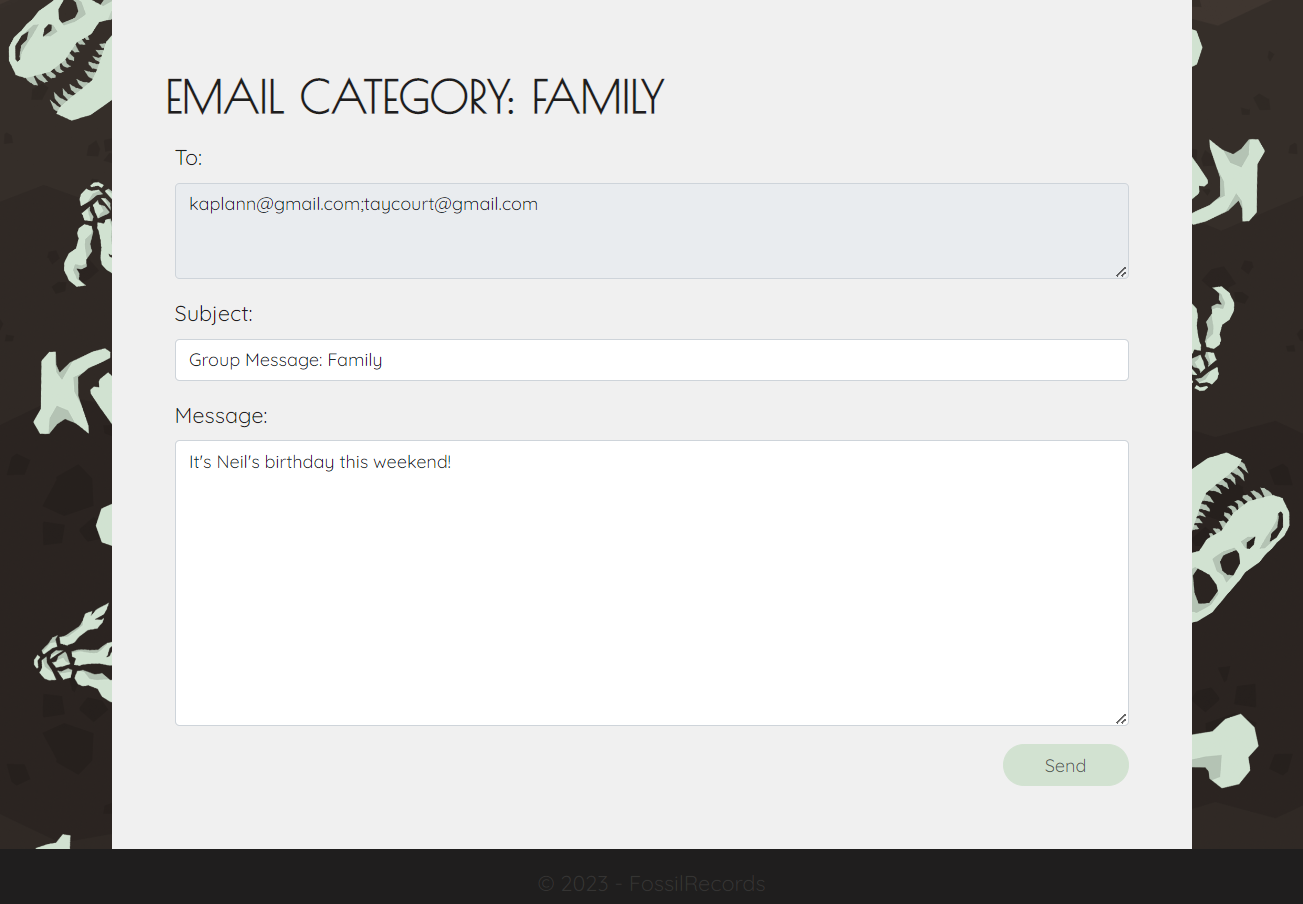 EMAIL CATEGORY: FAMILY
To:
kaplann@gmail.com;taycourt@gmail.com
Subject:
Group Message: Family
Message:
It's Neil's birthday this weekend!
Send
© 2023 - FossilRecords